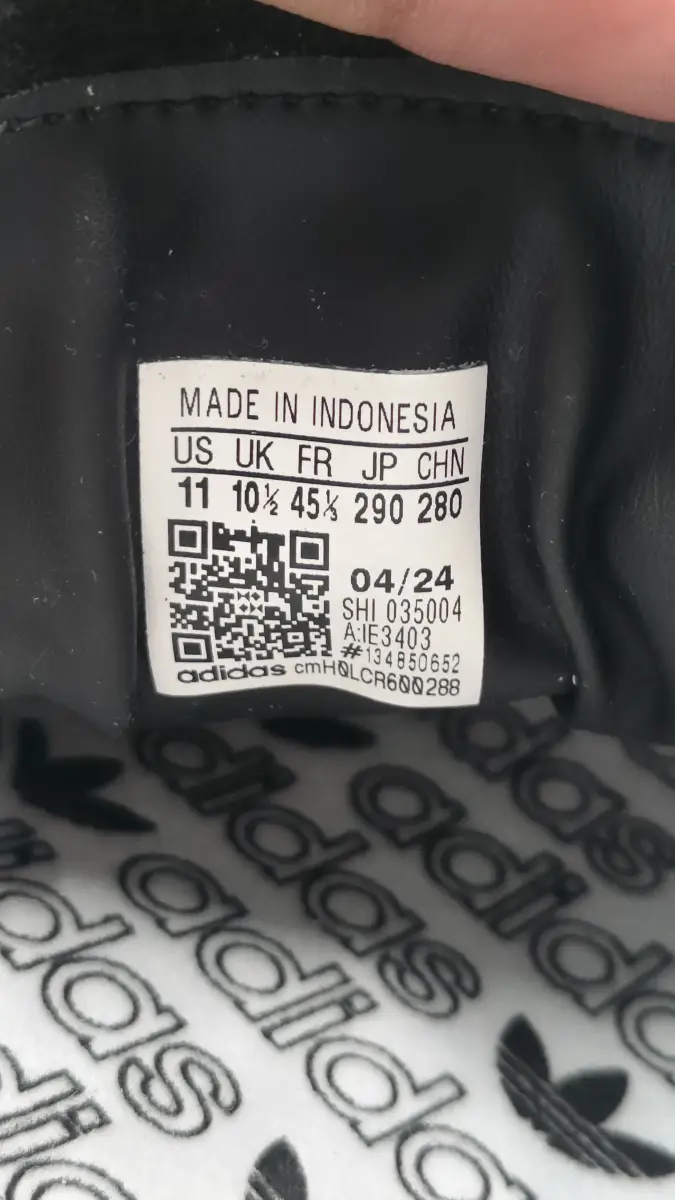 MADE IN INDONESIA
US UK FR JP CHN
11 10½ 45⅓ 290 280
04/24
SHI 035004
A:IE3403
#134850652
adidas cmHQLCR600288
adidas
adidas
adidas
adidas